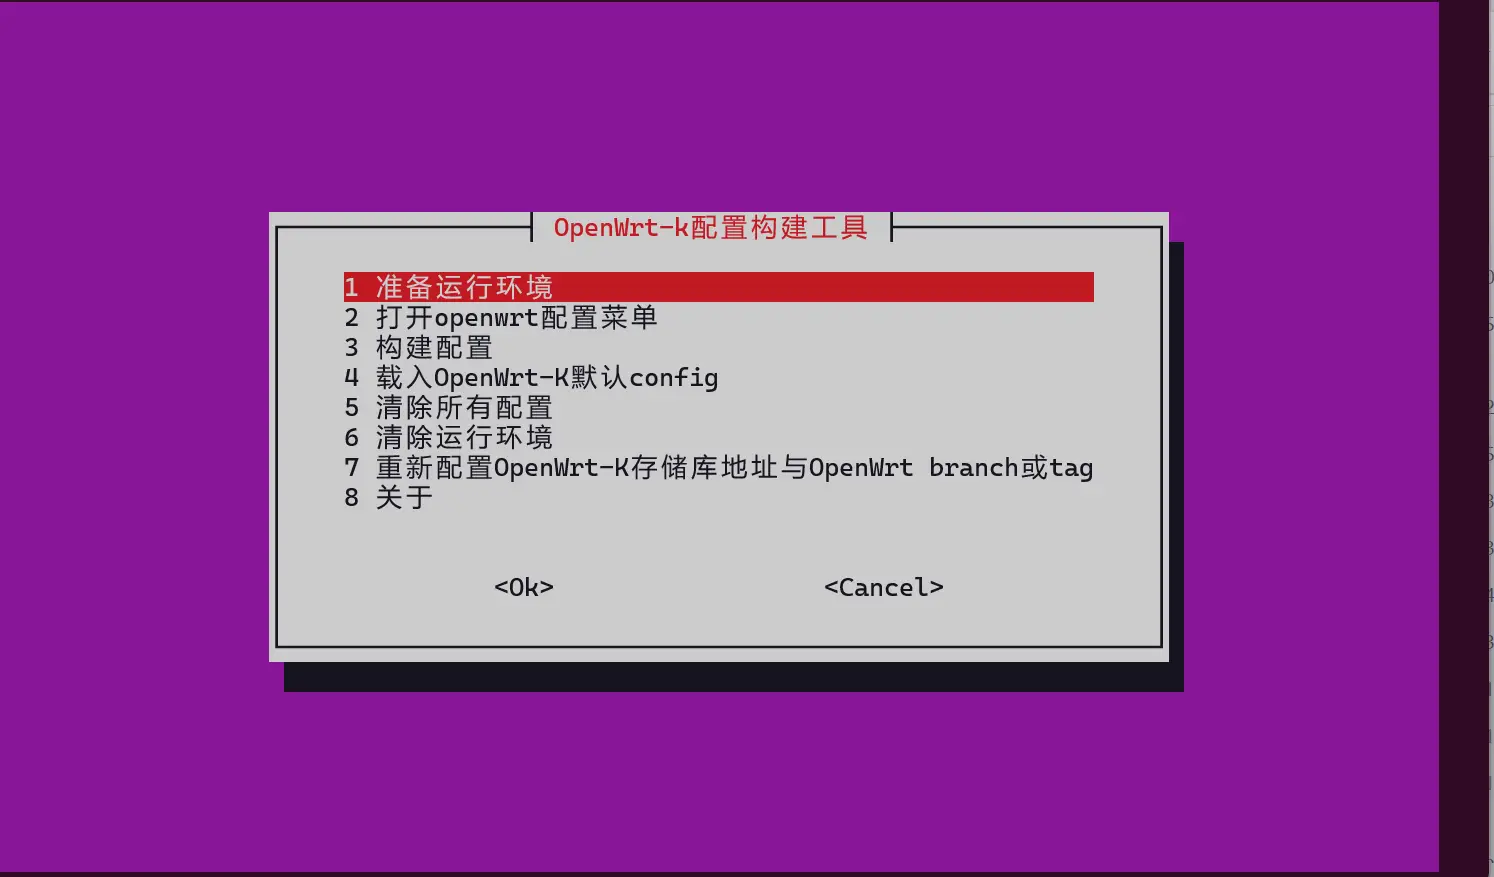 OpenWrt-k配置构建工具
1 准备运行环境
2 打开openwrt配置菜单
3 构建配置
4 载入OpenWrt-K默认config
5 清除所有配置
6 清除运行环境
7 重新配置OpenWrt-K存储库地址与OpenWrt branch或tag
8 关于
<Ok> <Cancel>